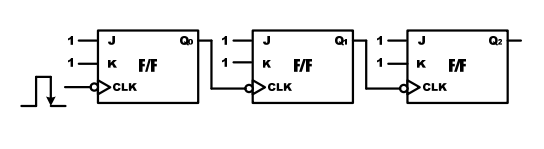 1 J Q0 1 J Q1 1 J Q2
1 K F/F 1 K F/F 1 K F/F
CLK CLK CLK